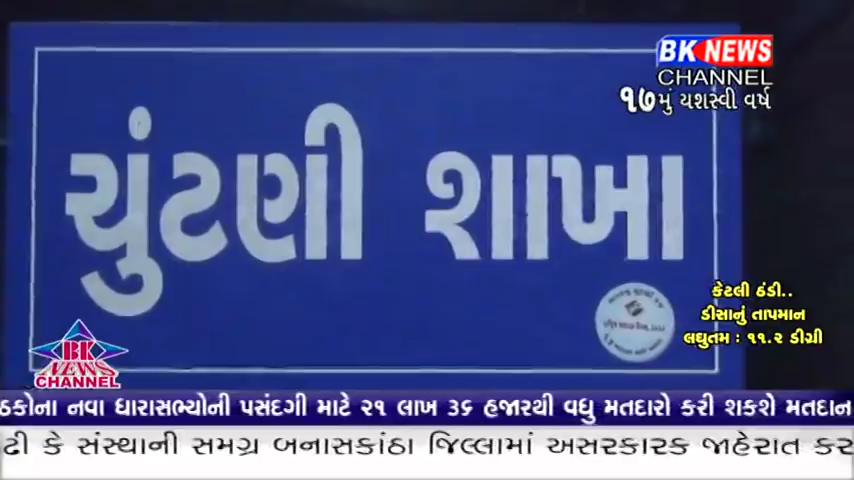 BK NEWS
CHANNEL
૧૭મું યશસ્વી વર્ષ
ચુંટણી શાખા
કેટલી ઠંડી..
ડીસાનું તાપમાન
લઘુતમ : ૧૧.૨ ડીગ્રી
BK
NEWS
CHANNEL
ઠકોના નવા ધારાસભ્યોની પસંદગી માટે ૨૧ લાખ ૩૬ હજારથી વધુ મતદારો કરી શકશે મતદાન
ઢી કે સંસ્થાની સમગ્ર બનાસકાંઠા જિલ્લામાં અસરકારક જાહેરાત કર